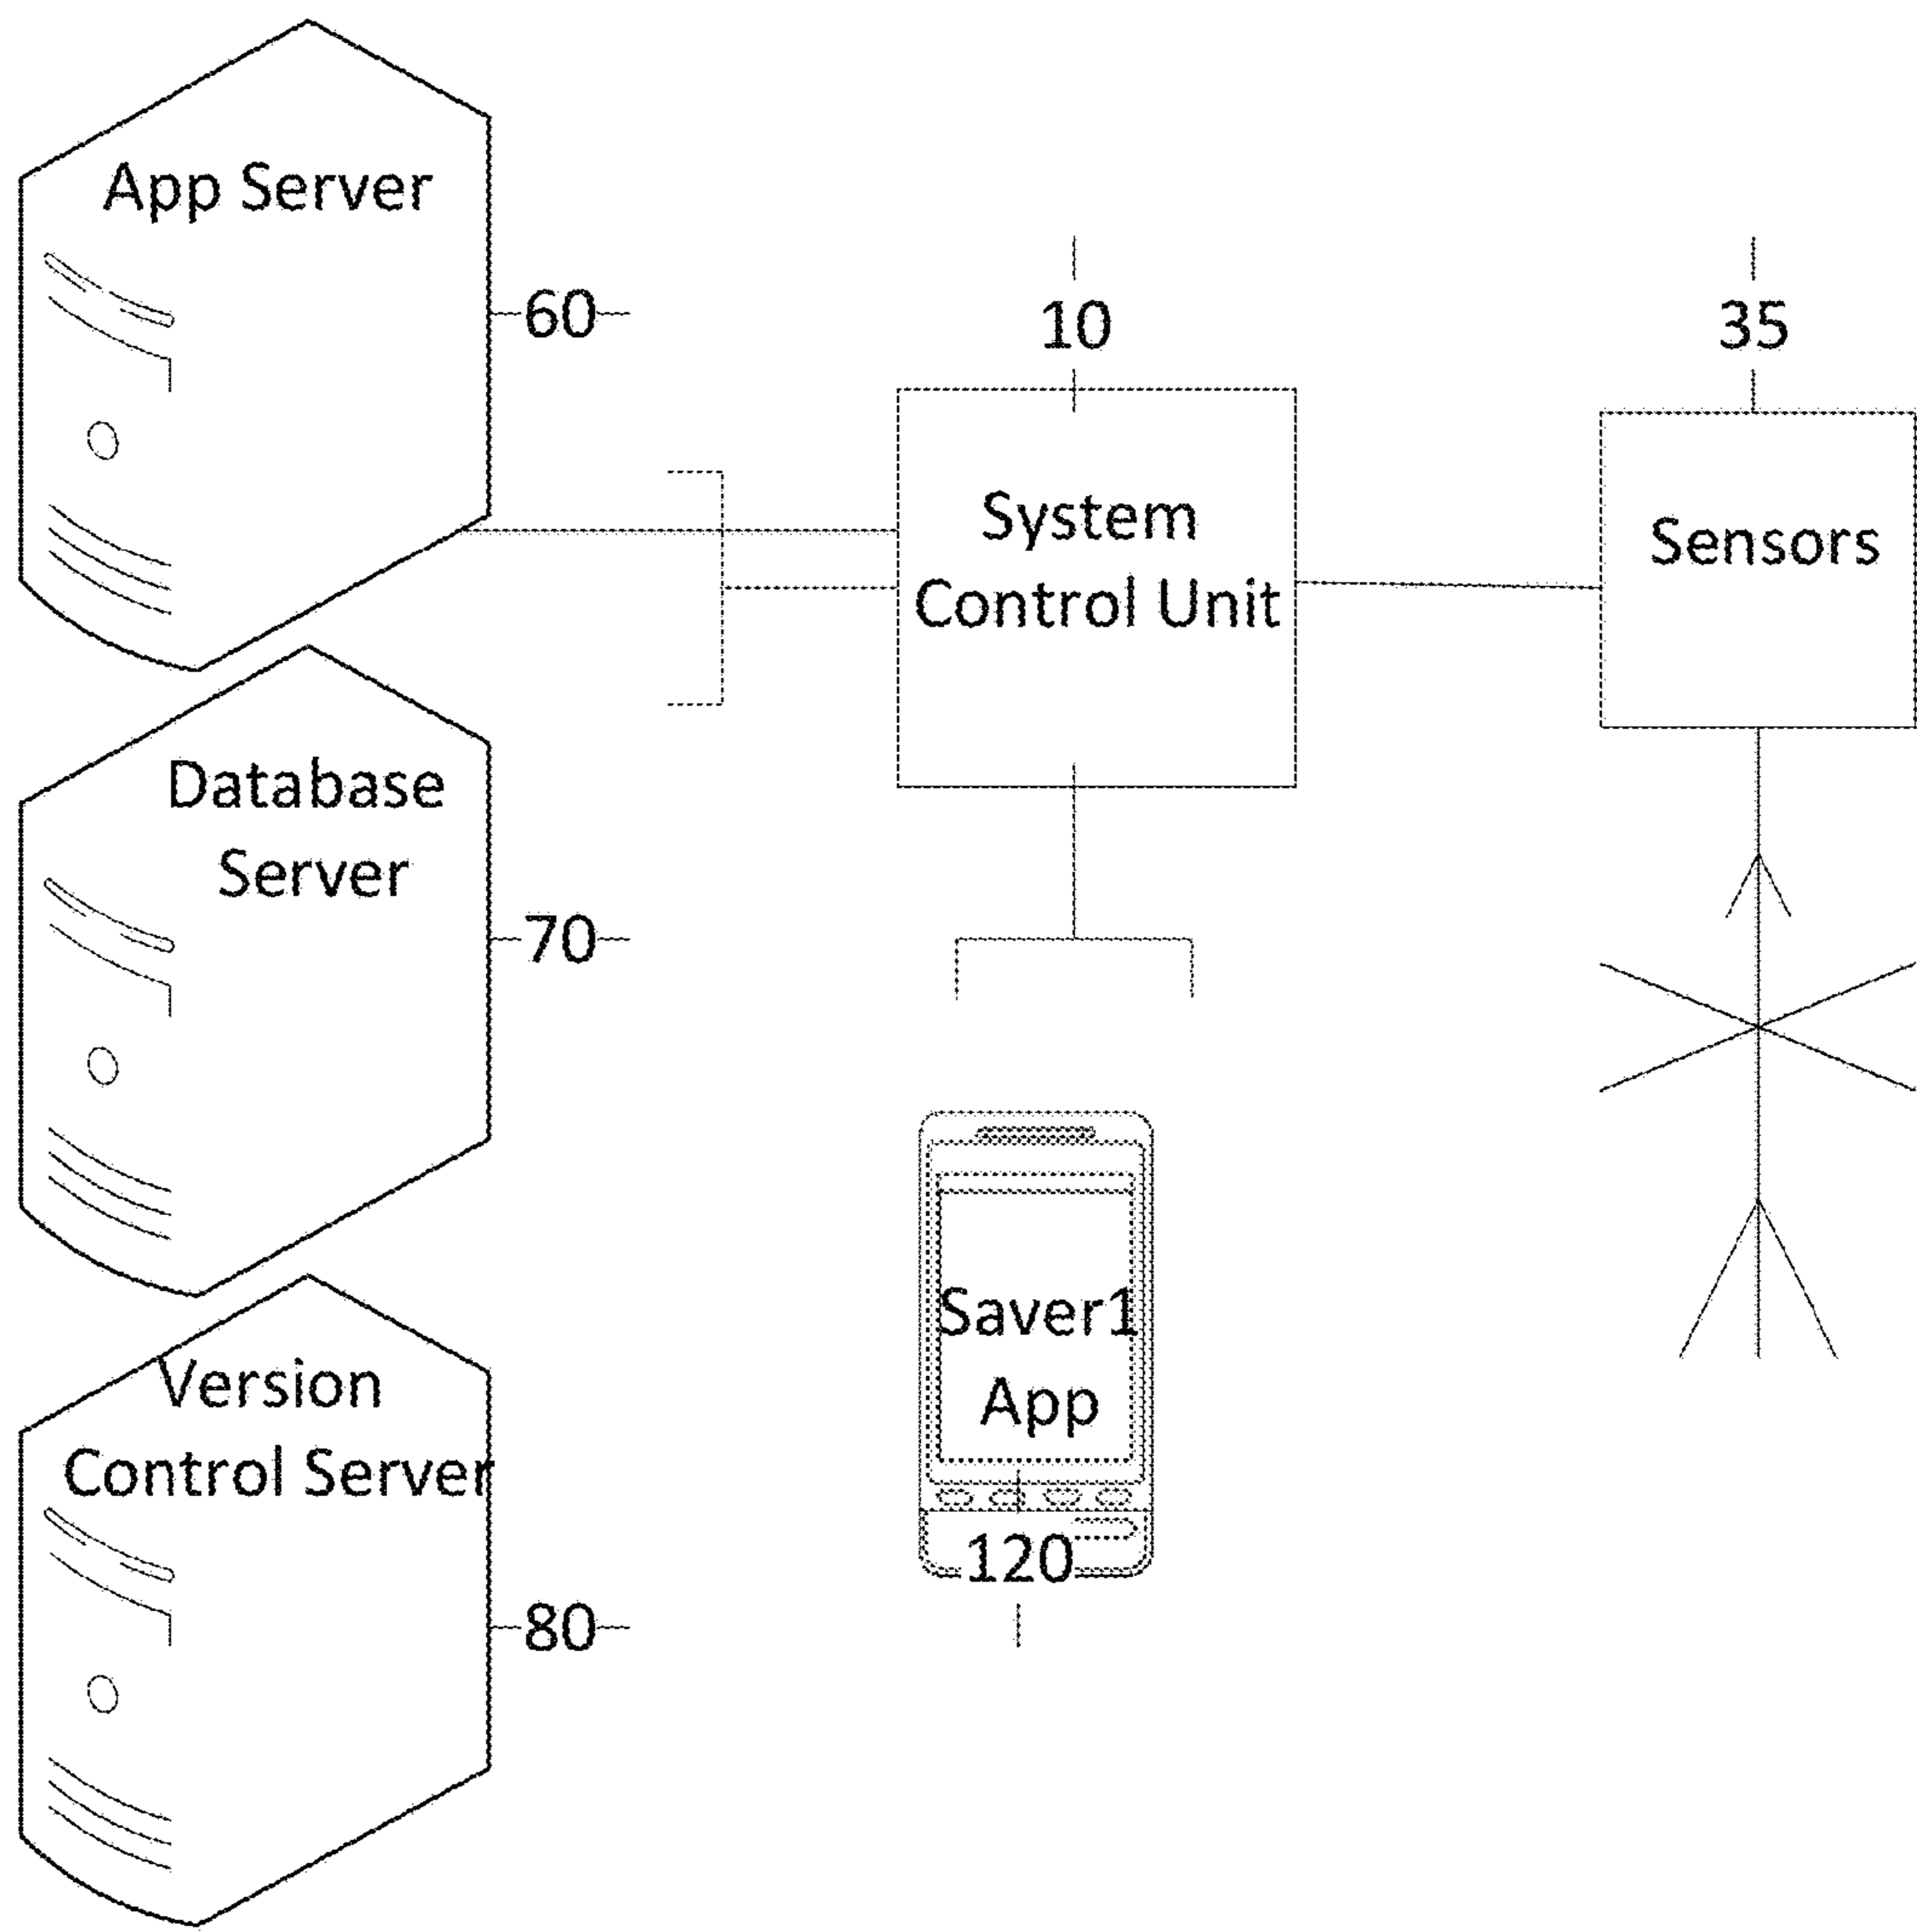 App Server
60
10
35
System
Control Unit
Sensors
Database
Server
70
Saver1
App
120
Version
Control Server
80